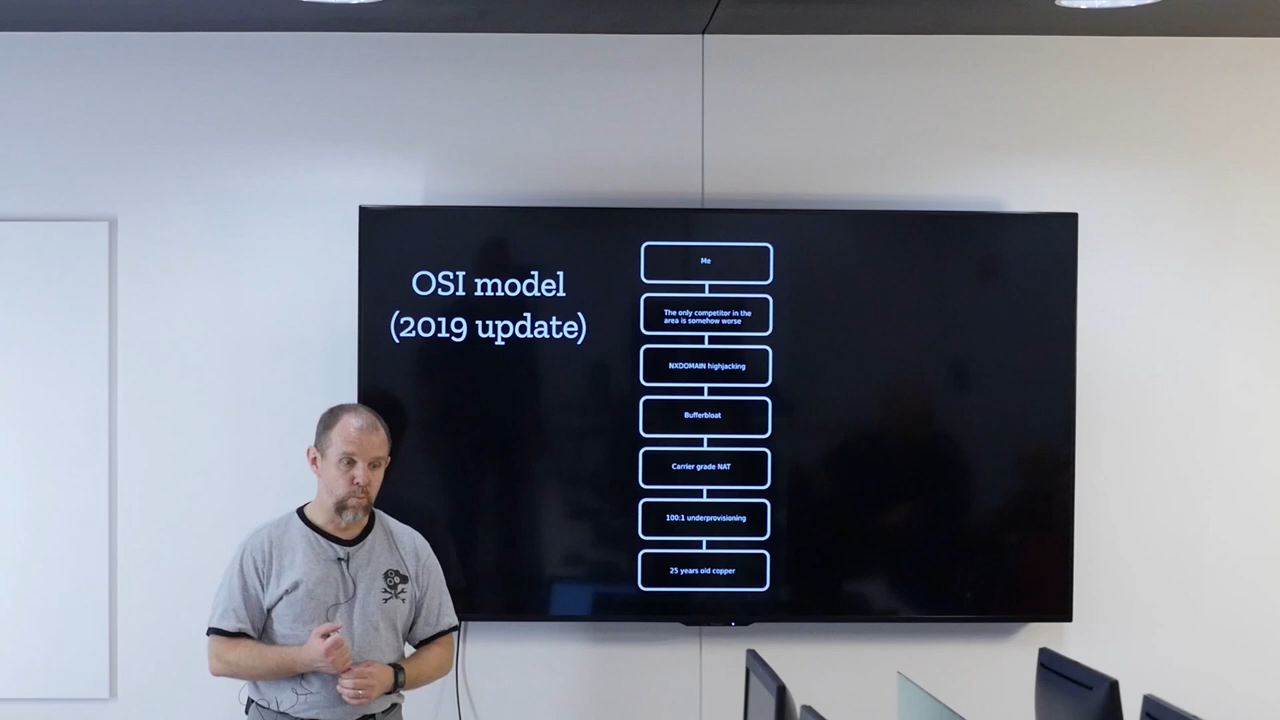 OSI model
(2019 update)
Me
The only competitor in the
area is somehow worse
NXDOMAIN highjacking
Bufferbloat
Carrier grade NAT
100:1 underprovisioning
25 years old copper